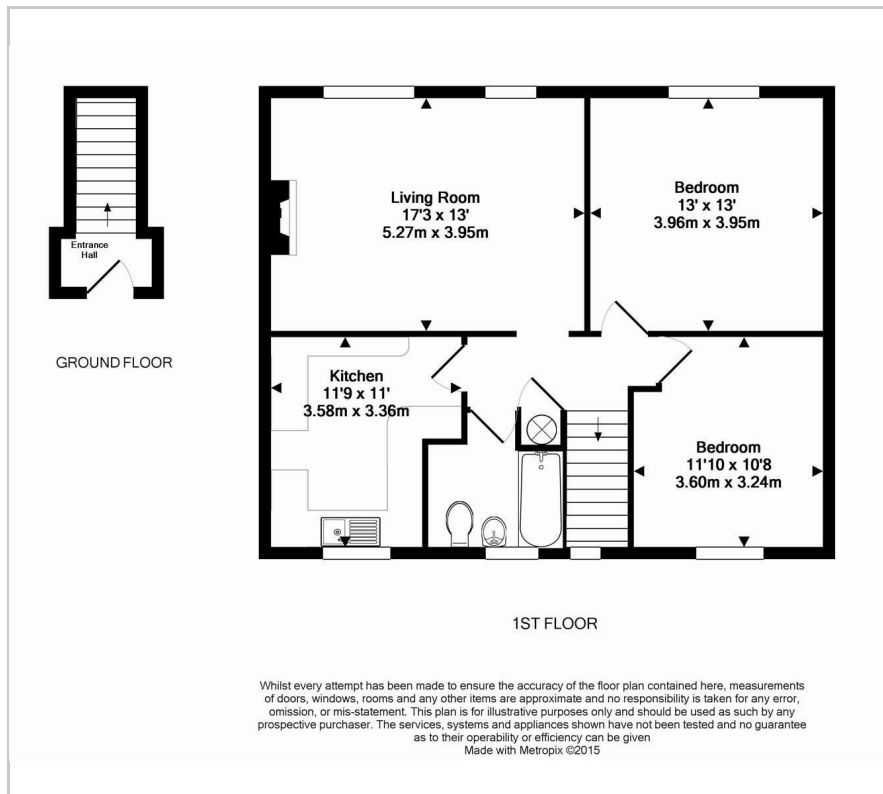 Entrance
Hall
GROUND FLOOR
Living Room
17'3 x 13'
5.27m x 3.95m
Bedroom
13' x 13'
3.96m x 3.95m
Kitchen
11'9 x 11'
3.58m x 3.36m
Bedroom
11'10 x 10'8
3.60m x 3.24m
1ST FLOOR
Whilst every attempt has been made to ensure the accuracy of the floor plan contained here, measurements
of doors, windows, rooms and any other items are approximate and no responsibility is taken for any error,
omission, or mis-statement. This plan is for illustrative purposes only and should be used as such by any
prospective purchaser. The services, systems and appliances shown have not been tested and no guarantee
as to their operability or efficiency can be given
Made with Metropix ©2015